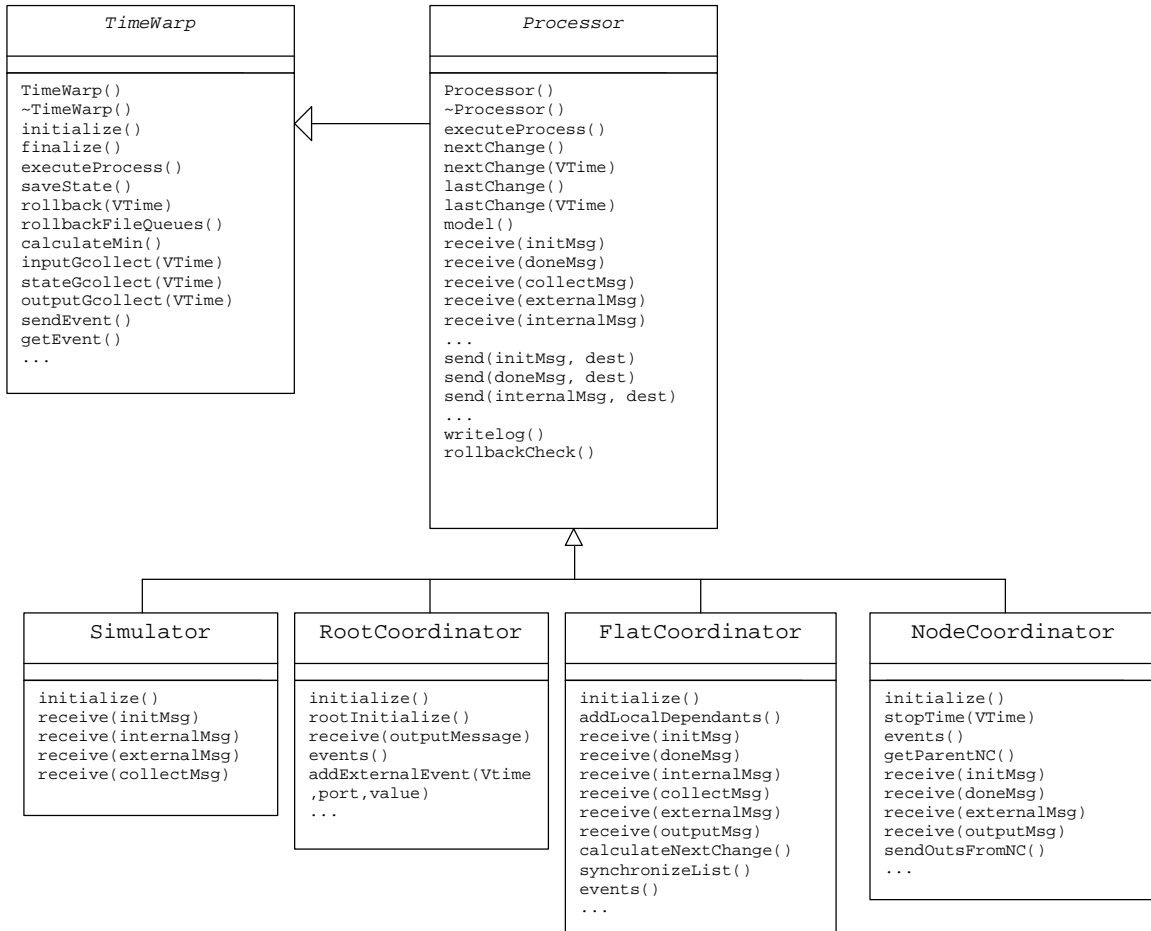 TimeWarp
TimeWarp()
~TimeWarp()
initialize()
finalize()
executeProcess()
saveState()
rollback(VTime)
rollbackFileQueues()
calculateMin()
inputGcollect(VTime)
stateGcollect(VTime)
outputGcollect(VTime)
sendEvent()
getEvent()
...
Processor
Processor()
~Processor()
executeProcess()
nextChange()
nextChange(VTime)
lastChange()
lastChange(VTime)
model()
receive(initMsg)
receive(doneMsg)
receive(collectMsg)
receive(externalMsg)
receive(internalMsg)
...
send(initMsg, dest)
send(doneMsg, dest)
send(internalMsg, dest)
...
writelog()
rollbackCheck()
Simulator
initialize()
receive(initMsg)
receive(internalMsg)
receive(externalMsg)
receive(collectMsg)
RootCoordinator
initialize()
rootInitialize()
receive(outputMessage)
events()
addExternalEvent(Vtime
,port,value)
...
FlatCoordinator
initialize()
addLocalDependants()
receive(initMsg)
receive(doneMsg)
receive(internalMsg)
receive(collectMsg)
receive(externalMsg)
receive(outputMsg)
calculateNextChange()
synchronizeList()
events()
...
NodeCoordinator
initialize()
stopTime(VTime)
events()
getParentNC()
receive(initMsg)
receive(doneMsg)
receive(externalMsg)
receive(outputMsg)
sendOutsFromNC()
...